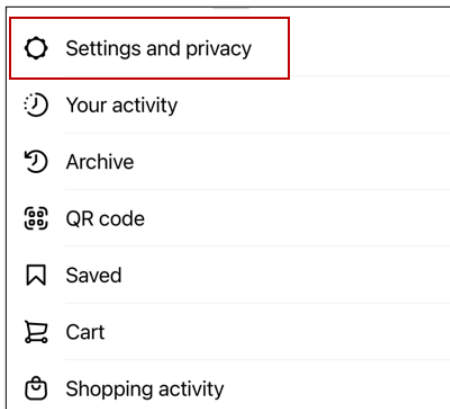 Settings and privacy
Your activity
Archive
QR code
Saved
Cart
Shopping activity